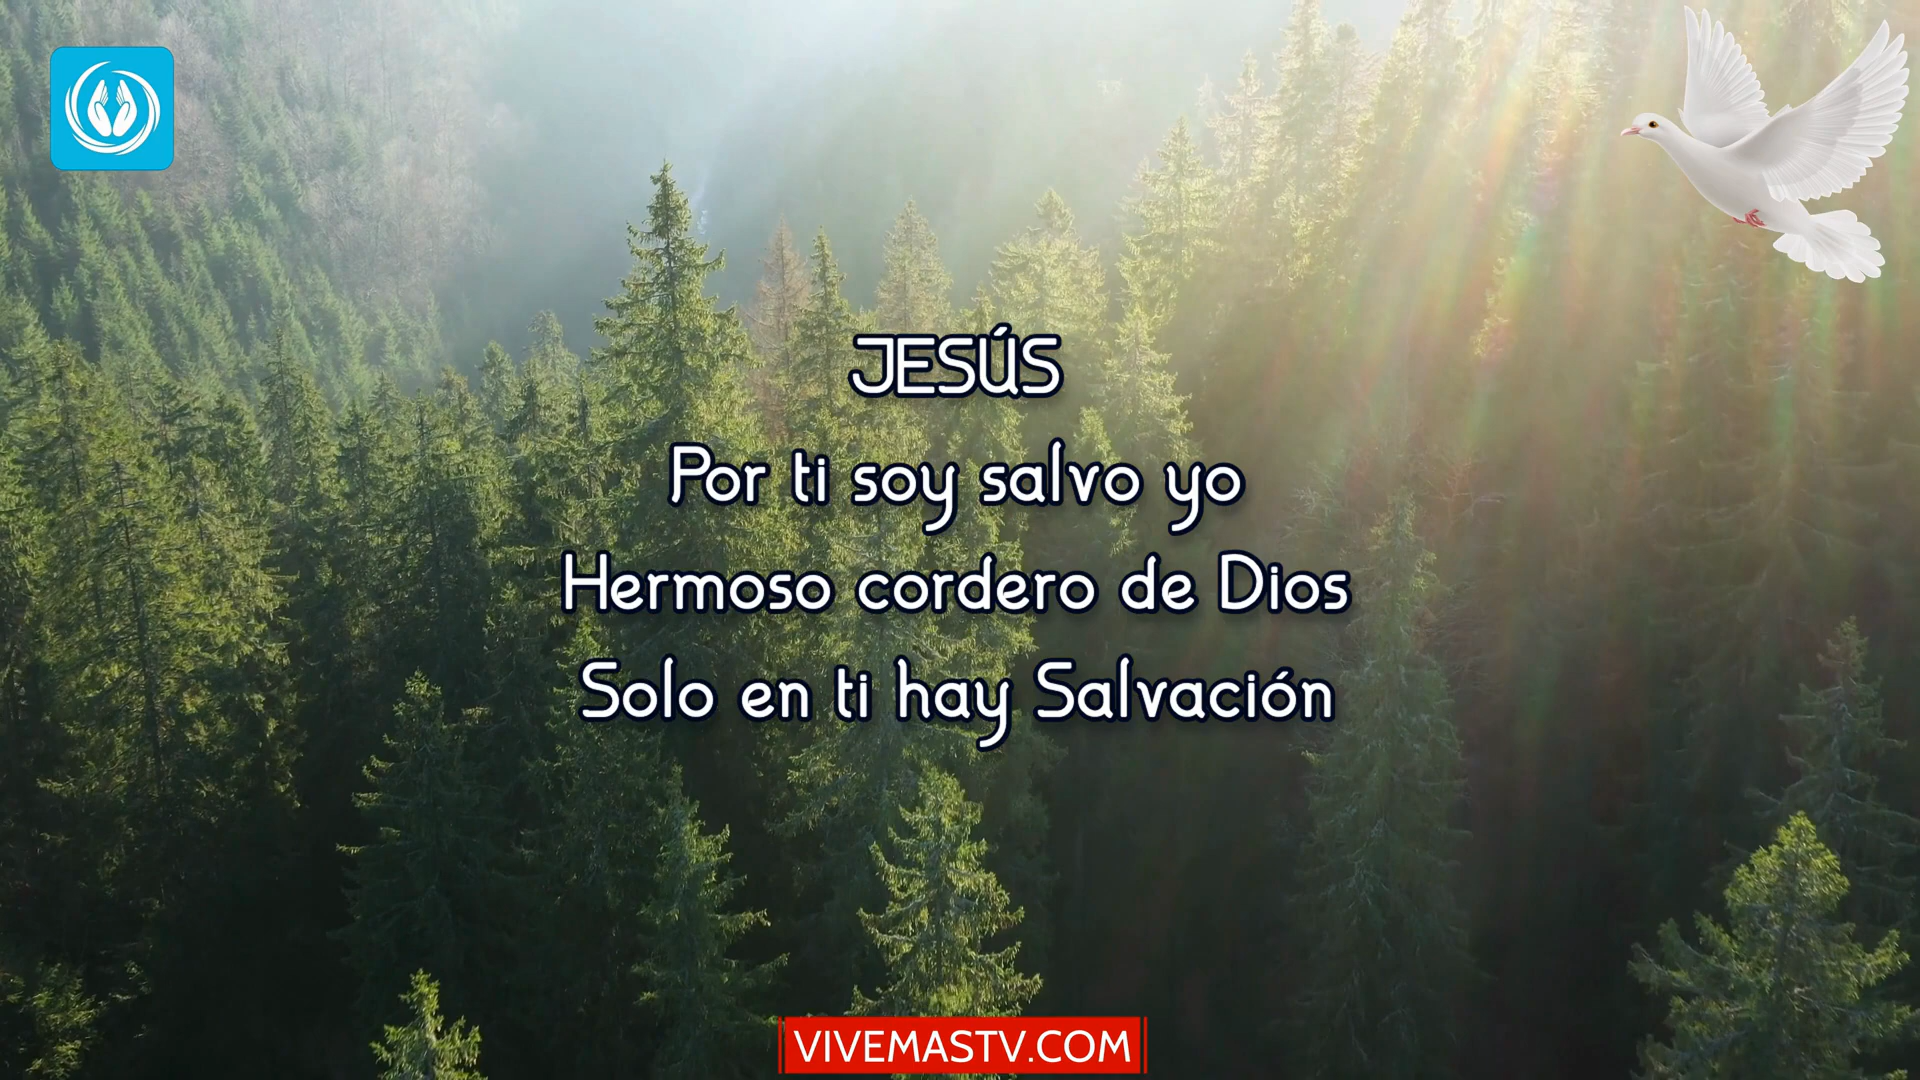 JESÚS
Por ti soy salvo yo
Hermoso cordero de Dios
Solo en ti hay Salvación
VIVEMASTV.COM